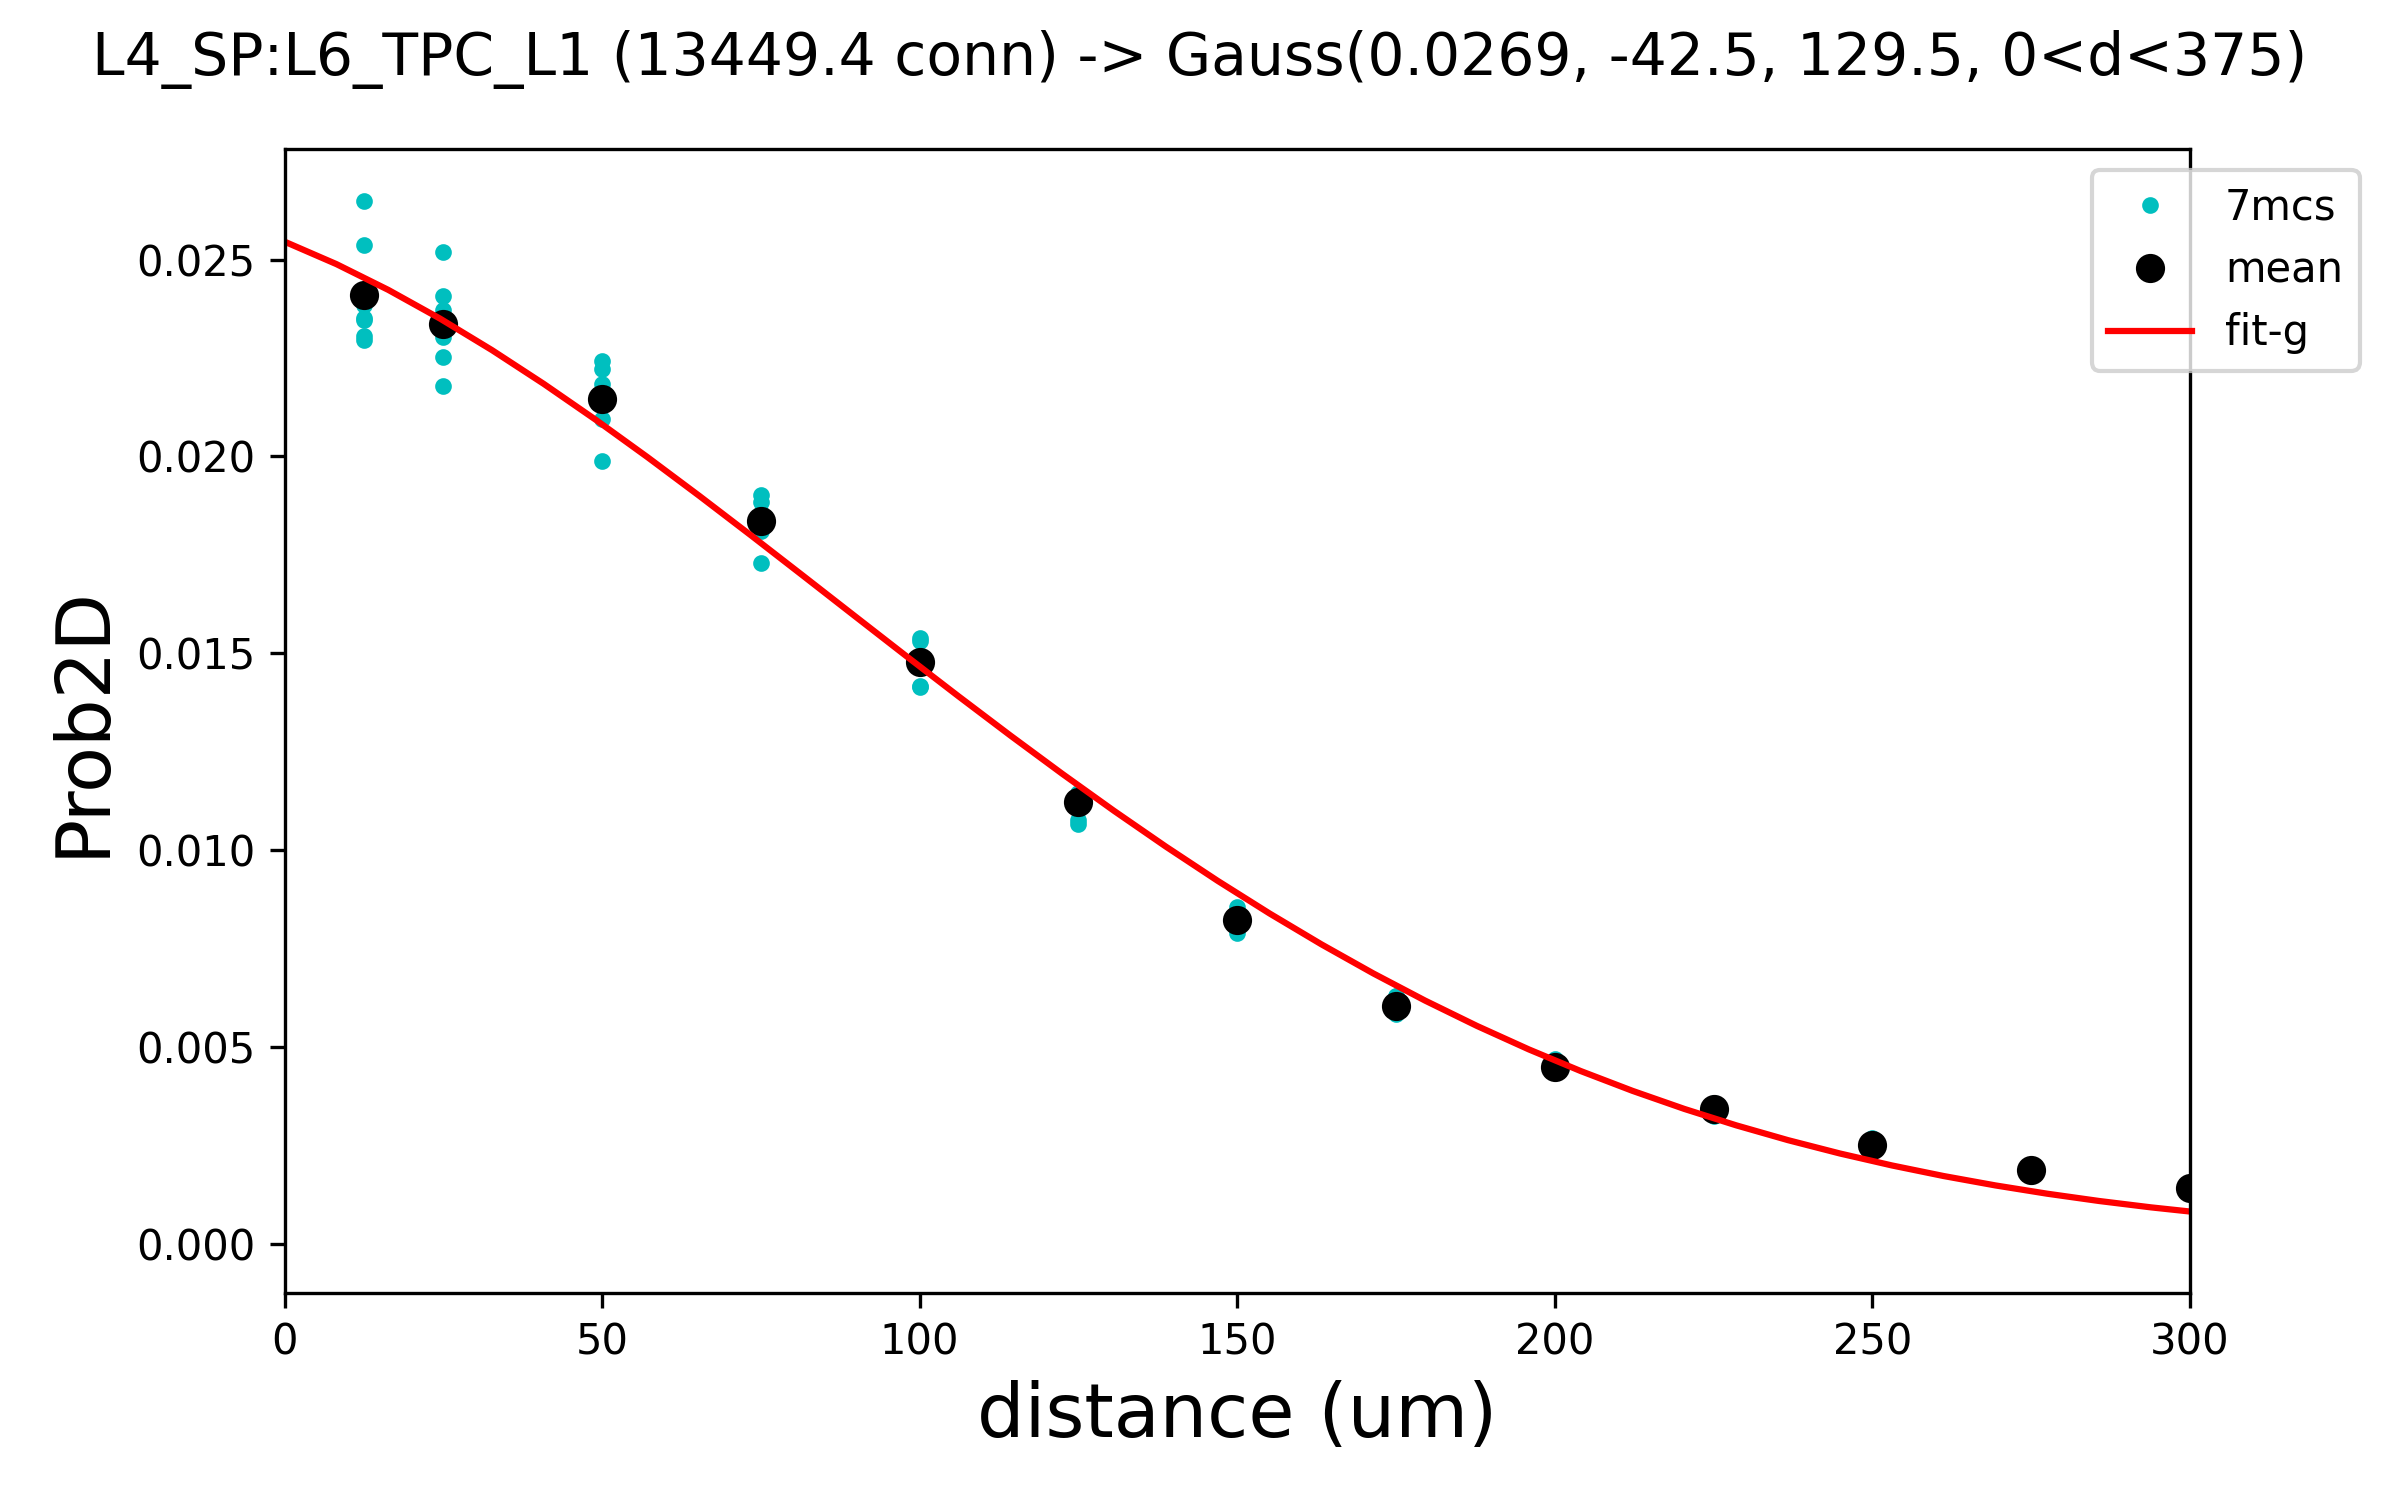 L4_SP:L6_TPC_L1 (13449.4 conn) -> Gauss(0.0269, -42.5, 129.5, 0<d<375)
7mcs
mean
fit-g
Prob2D
0.025
0.020
0.015
0.010
0.005
0.000
0 50 100 150 200 250 300
distance (um)